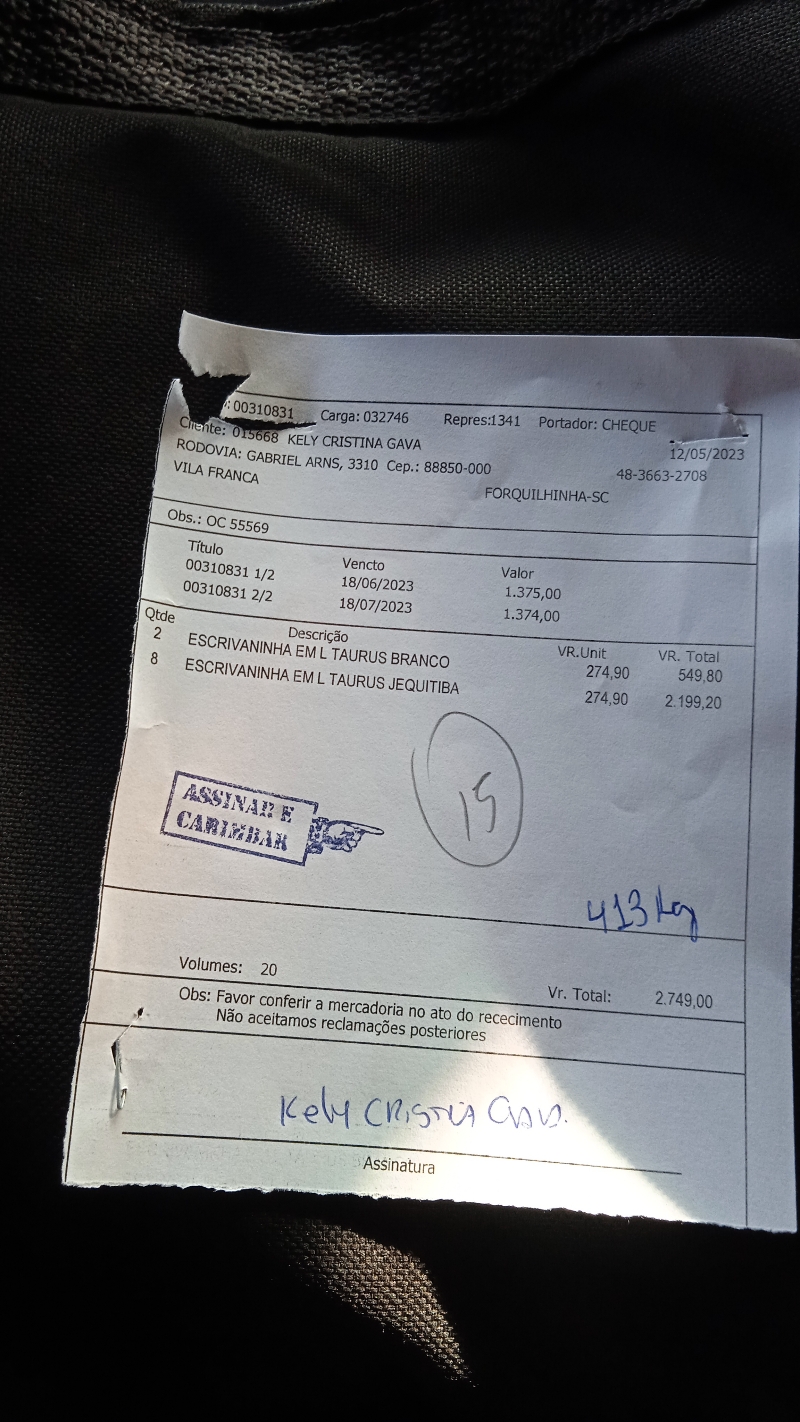 : 00310831 Carga: 032746 Repres:1341 Portador: CHEQUE
Cliente: 015668 KELY CRISTINA GAVA 12/05/2023
RODOVIA: GABRIEL ARNS, 3310 Cep.: 88850-000 48-3663-2708
VILA FRANCA FORQUILHINHA-SC
Obs.: OC 55569
Título Vencto Valor
00310831 1/2 18/06/2023 1.375,00
00310831 2/2 18/07/2023 1.374,00
Qtde Descrição VR.Unit VR. Total
2 ESCRIVANINHA EM L TAURUS BRANCO 274,90 549,80
8 ESCRIVANINHA EM L TAURUS JEQUITIBA 274,90 2.199,20
15
ASSINAR E
CARIMBAR
413 kg
Volumes: 20 Vr. Total: 2.749,00
Obs: Favor conferir a mercadoria no ato do rececimento
Não aceitamos reclamações posteriores
Kely Cristina Gava.
Assinatura